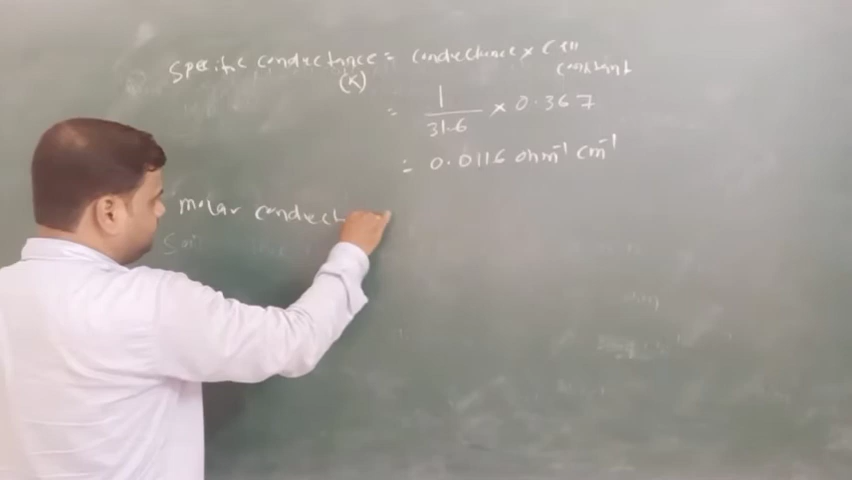 Specific conductance = conductance × Cell
constant
(K)
= 1/31.6 × 0.367
= 0.0116 ohm⁻¹ cm⁻¹
Molar conduct